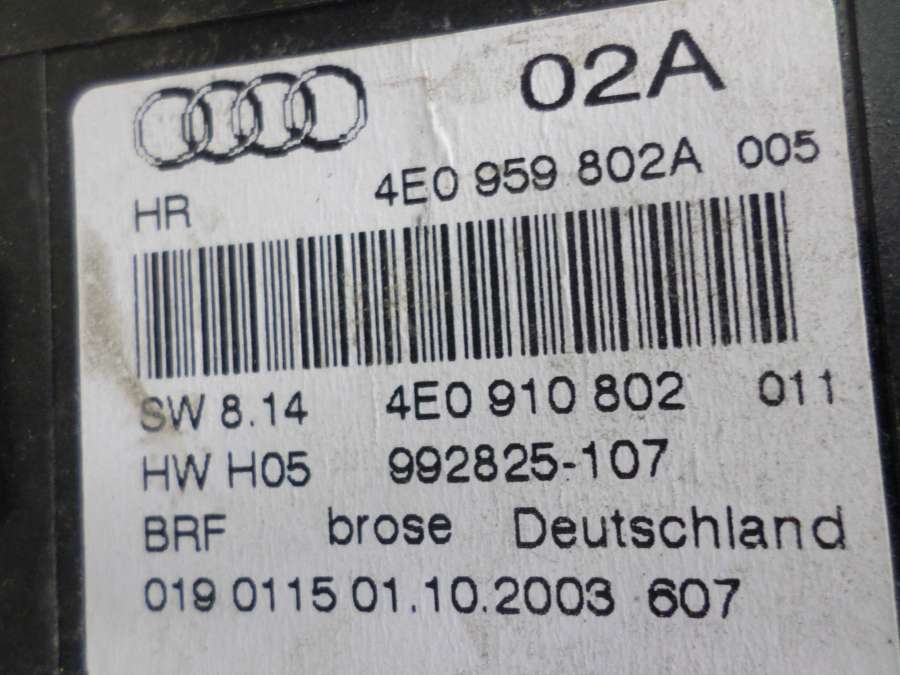 02A
HR 4E0 959 802A 005
SW 8.14 4E0 910 802 011
HW H05 992825-107
BRF brose Deutschland
019 0115 01.10.2003 607